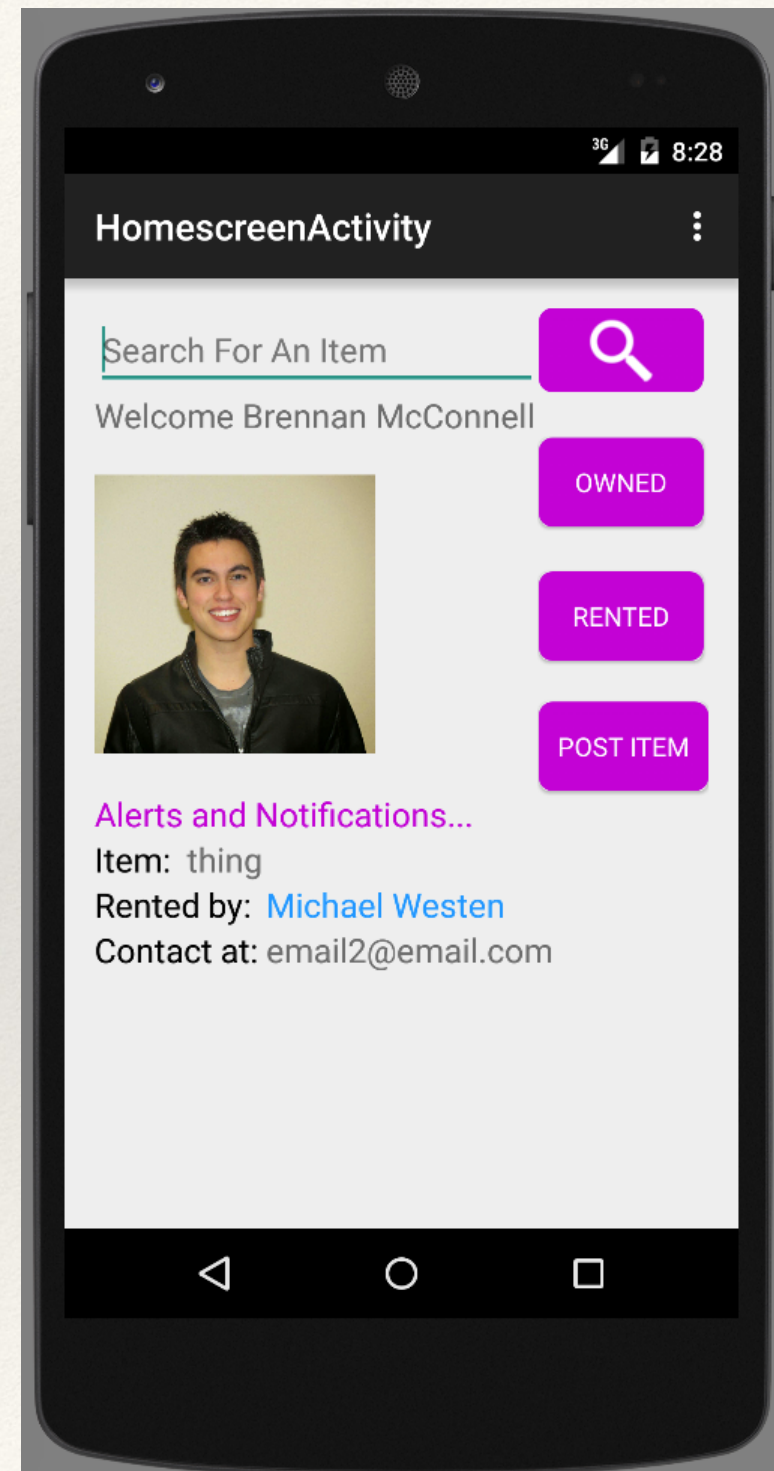 3G 8:28
HomescreenActivity
Search For An Item
Welcome Brennan McConnell
OWNED
RENTED
POST ITEM
Alerts and Notifications...
Item: thing
Rented by: Michael Westen
Contact at: email2@email.com